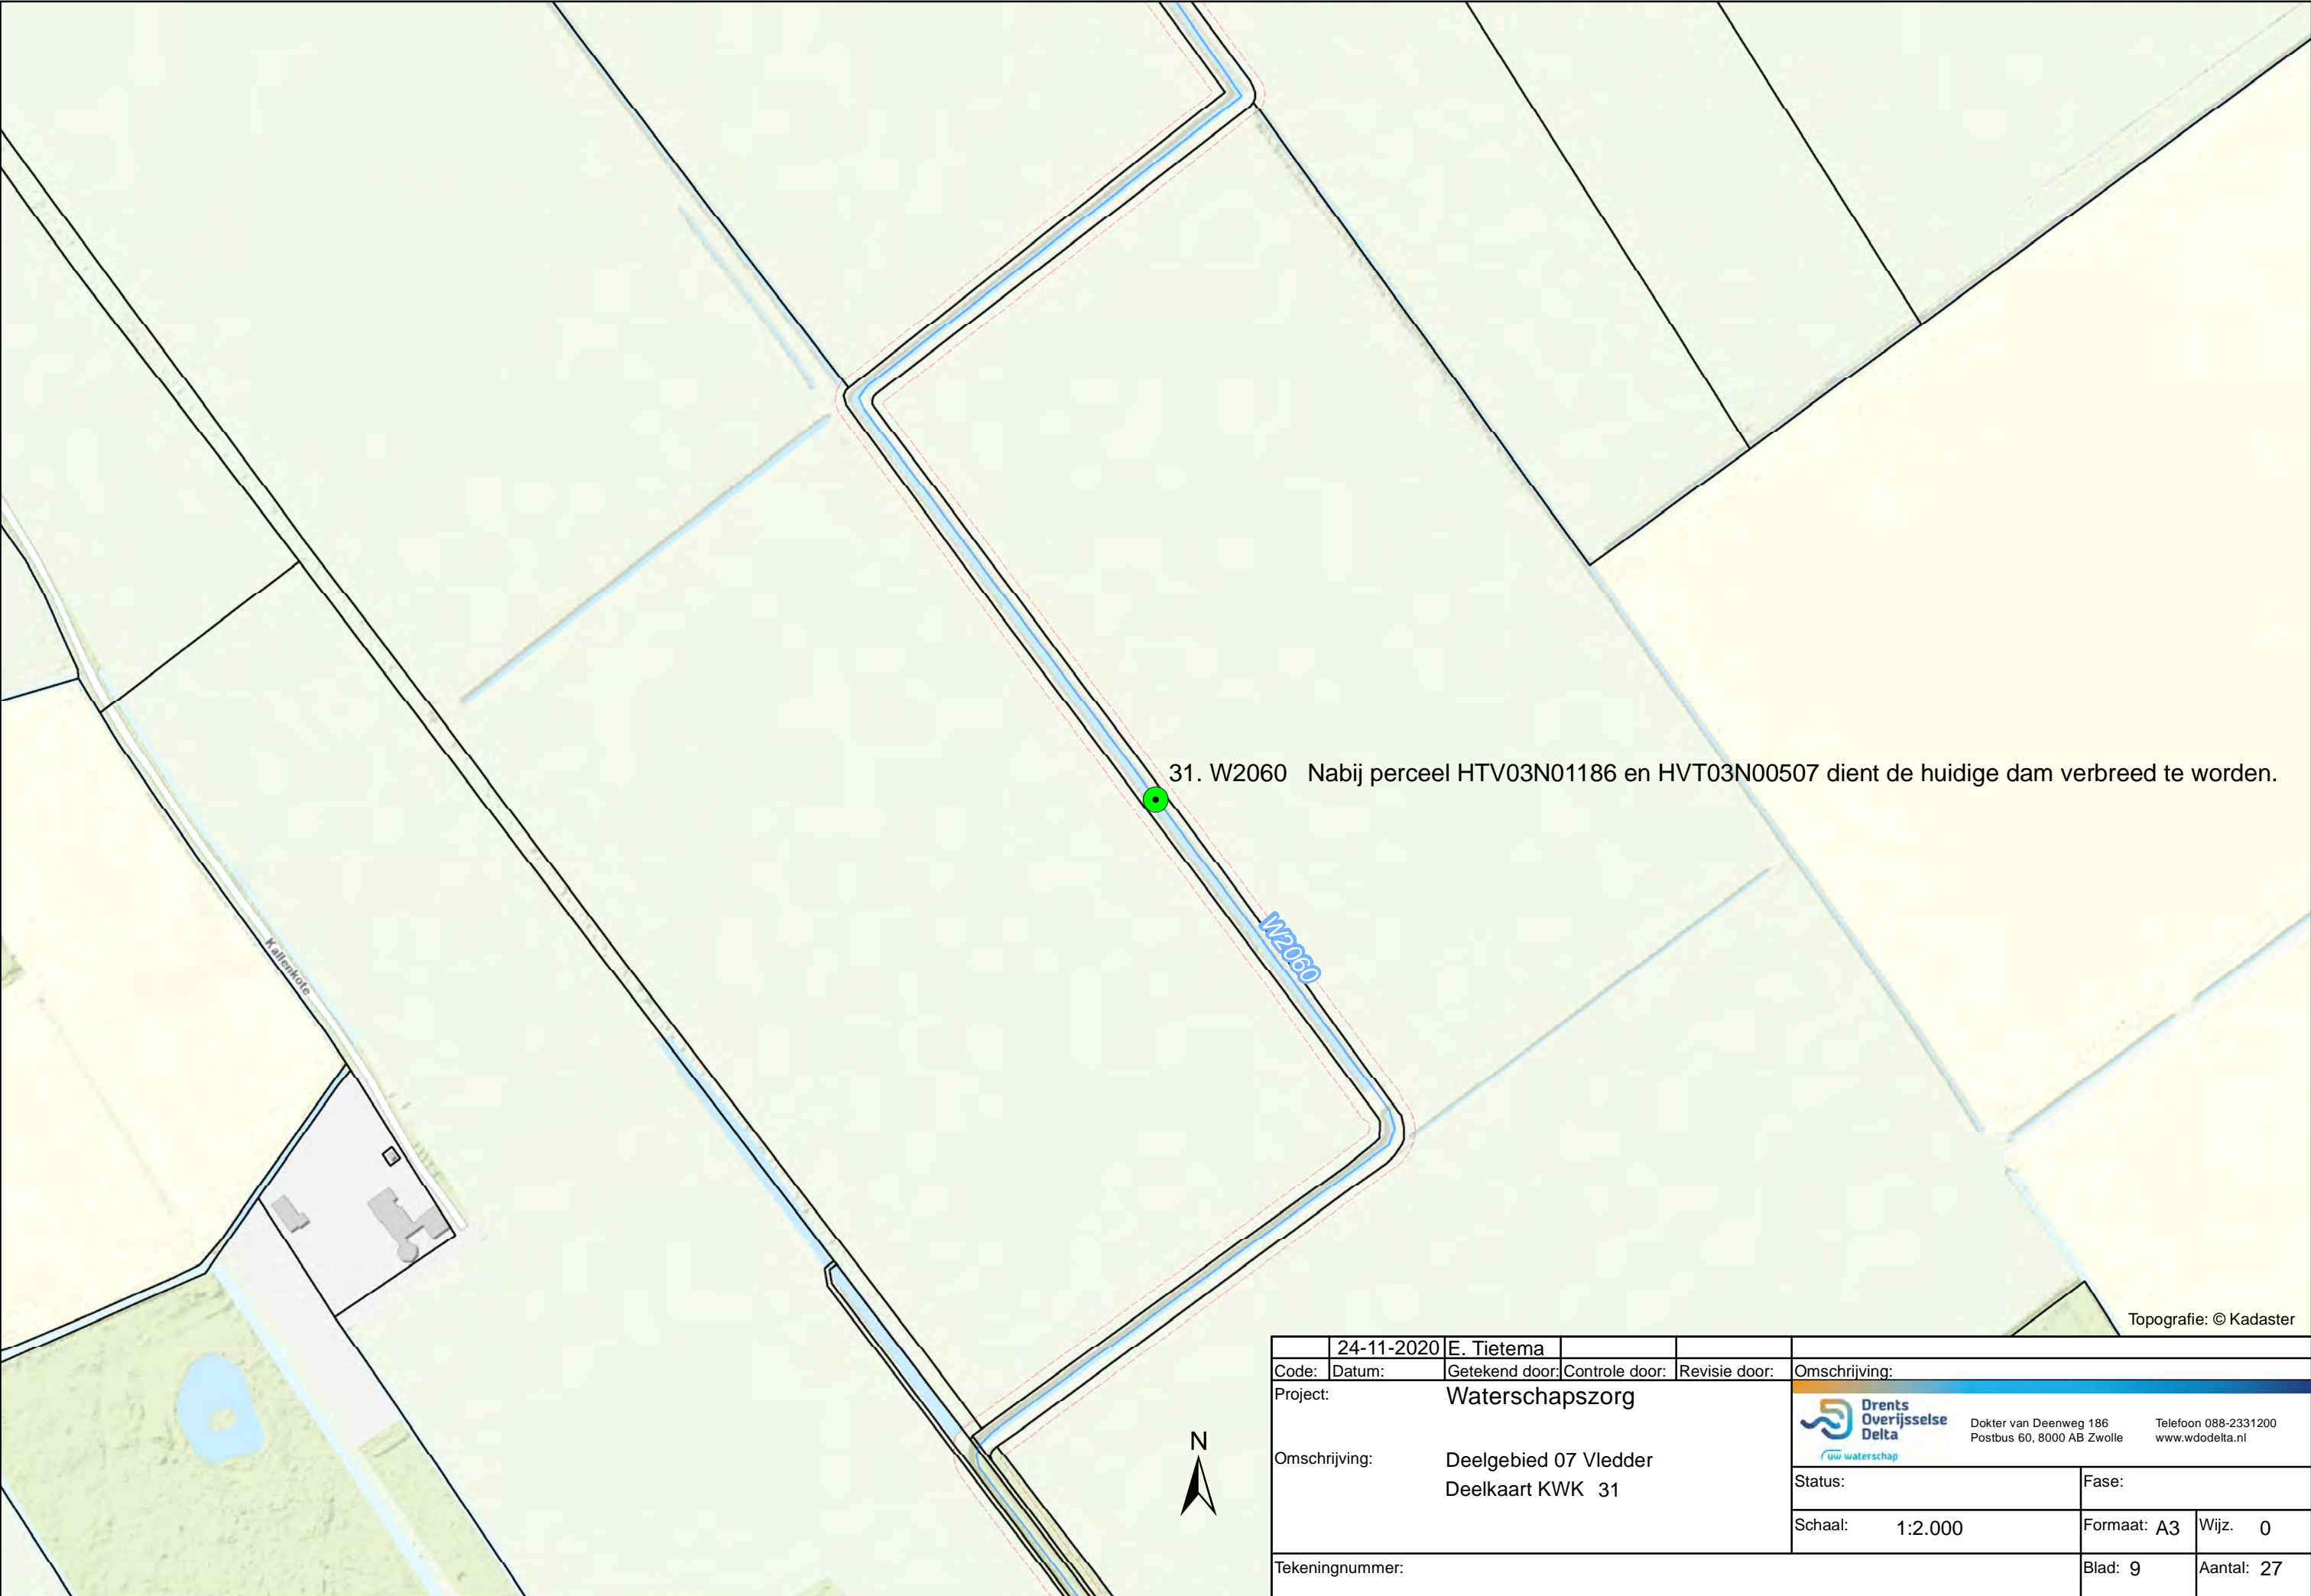 31. W2060 Nabij perceel HTV03N01186 en HVT03N00507 dient de huidige dam verbreed te worden.
W2060
Kallenkote
Topografie: © Kadaster
N
24-11-2020 E. Tietema
Code: Datum: Getekend door: Controle door: Revisie door: Omschrijving:
Project: Waterschapszorg
Omschrijving: Deelgebied 07 Vledder
Deelkaart KWK 31
Drents
Overijsselse
Delta
uw waterschap
Dokter van Deenweg 186
Postbus 60, 8000 AB Zwolle
Telefoon 088-2331200
www.wdodelta.nl
Status: Fase:
Schaal: 1:2.000 Formaat: A3 Wijz. 0
Tekeningnummer: Blad: 9 Aantal: 27